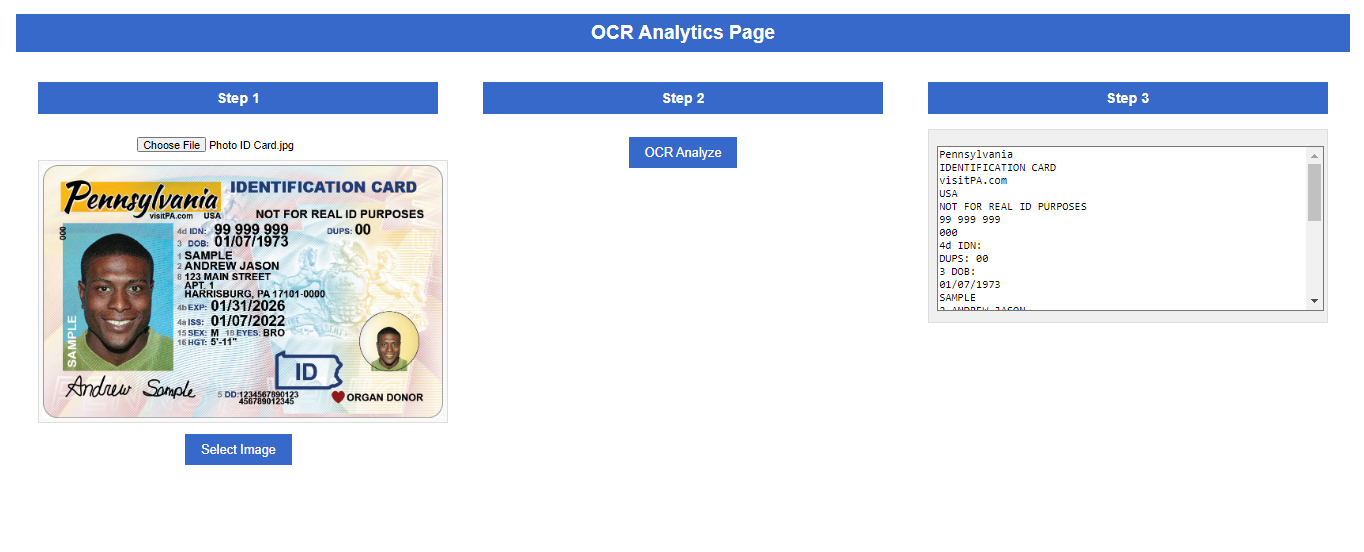 OCR Analytics Page
Step 1
Choose File Photo ID Card.jpg
Pennsylvania
visitPA.com USA
IDENTIFICATION CARD
NOT FOR REAL ID PURPOSES
000
4d IDN: 99 999 999 DUPS: 00
3 DOB: 01/07/1973
1 SAMPLE
2 ANDREW JASON
8 123 MAIN STREET
APT. 1
HARRISBURG, PA 17101-0000
4b EXP: 01/31/2026
4a ISS: 01/07/2022
15 SEX: M 18 EYES: BRO
16 HGT: 5'-11"
SAMPLE
ID
Andrew Sample
5 DD: 1234567890123
456789012345
ORGAN DONOR
Select Image
Step 2
OCR Analyze
Step 3
Pennsylvania
IDENTIFICATION CARD
visitPA.com
USA
NOT FOR REAL ID PURPOSES
99 999 999
000
4d IDN:
DUPS: 00
3 DOB:
01/07/1973
SAMPLE
2 ANDREW JASON